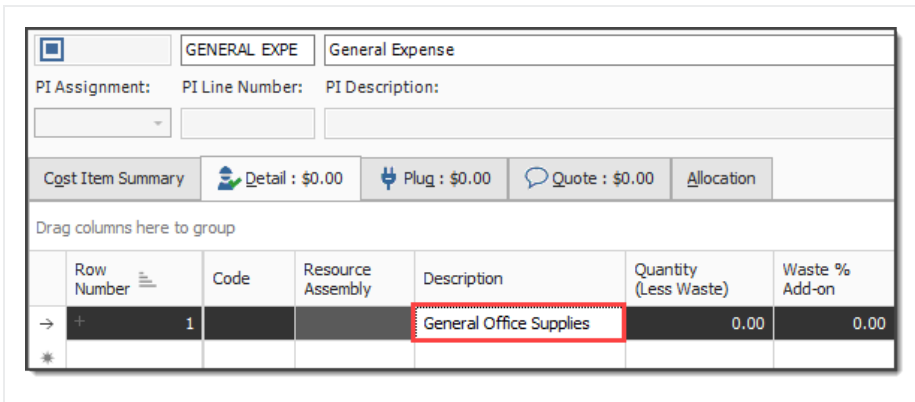 GENERAL EXPE General Expense
PI Assignment: PI Line Number: PI Description:
Cost Item Summary Detail : $0.00 Plug : $0.00 Quote : $0.00 Allocation
Drag columns here to group
Row Number Code Resource Assembly Description Quantity (Less Waste) Waste % Add-on
1 General Office Supplies 0.00 0.00